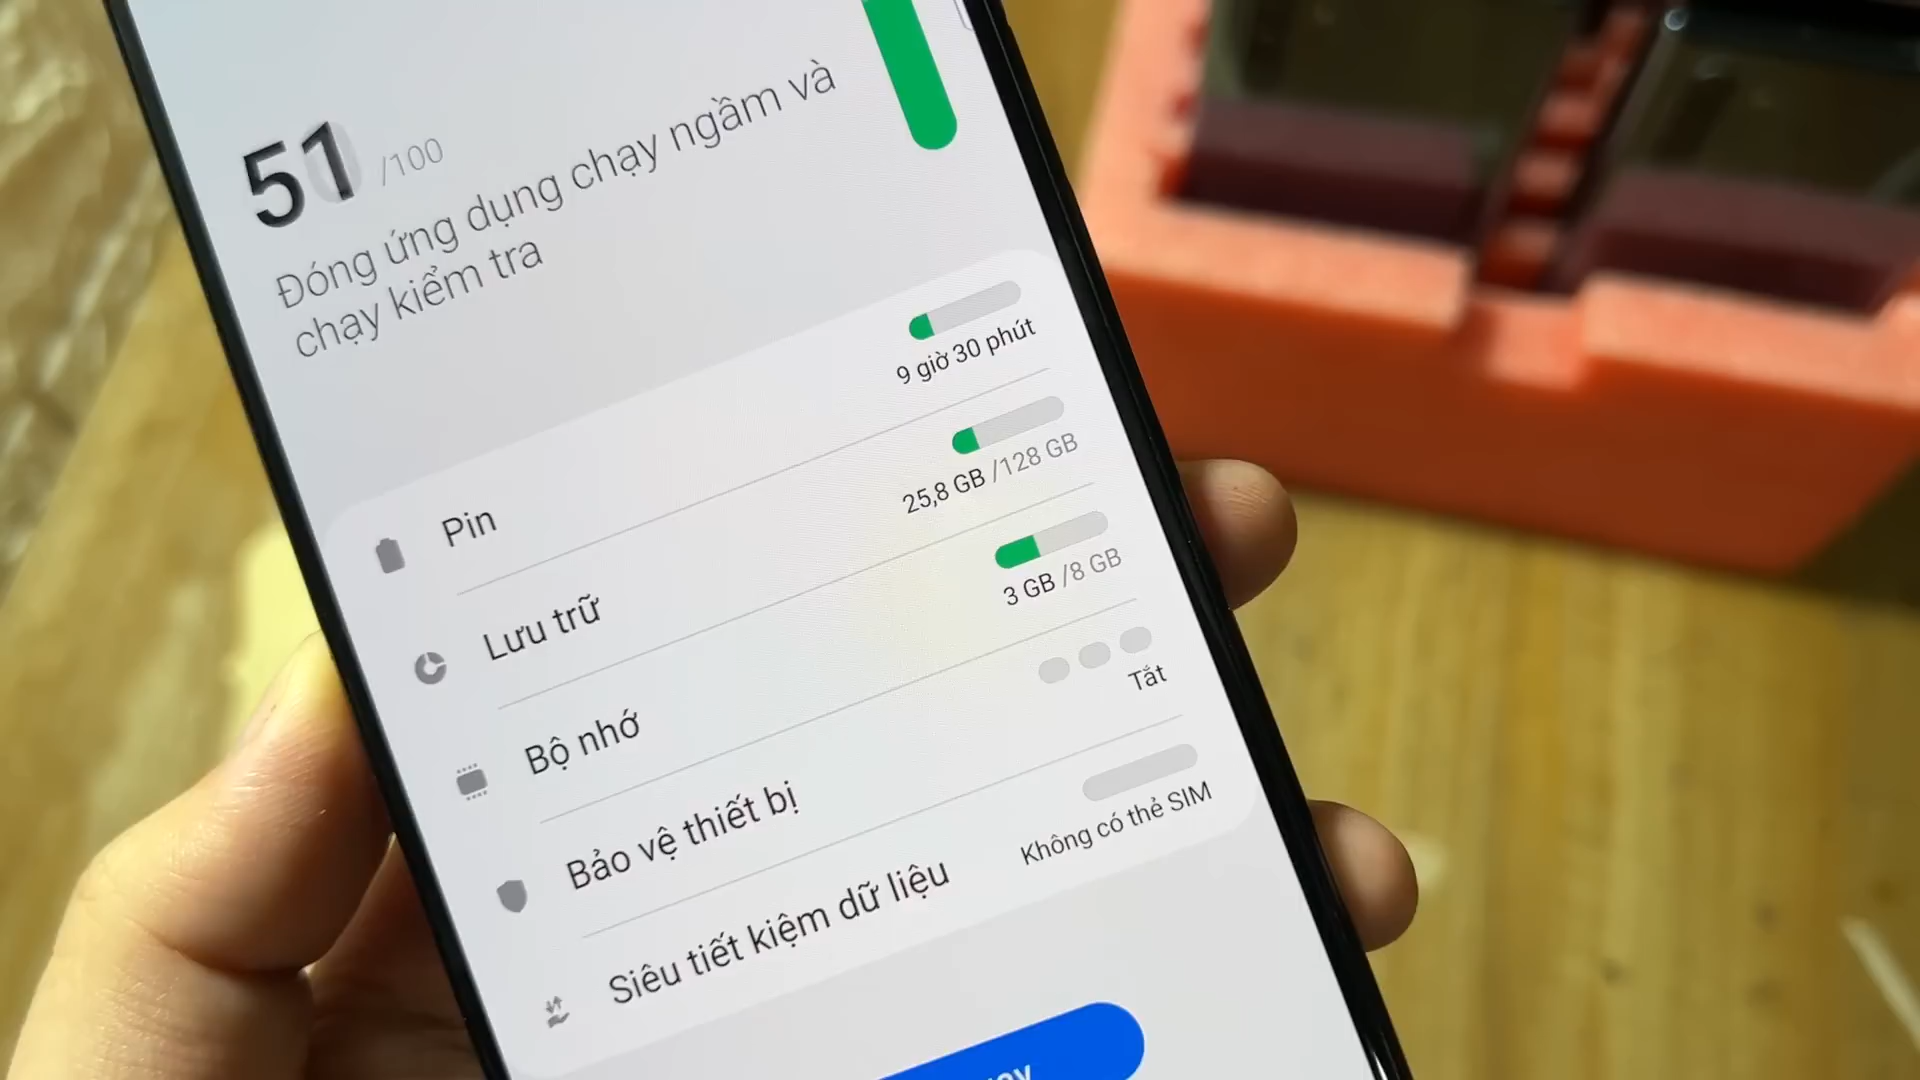 51 /100
Đóng ứng dụng chạy ngầm và
chạy kiểm tra
Pin
9 giờ 30 phút
Lưu trữ
25,8 GB /128 GB
Bộ nhớ
3 GB /8 GB
Bảo vệ thiết bị
Tắt
Siêu tiết kiệm dữ liệu
Không có thẻ SIM